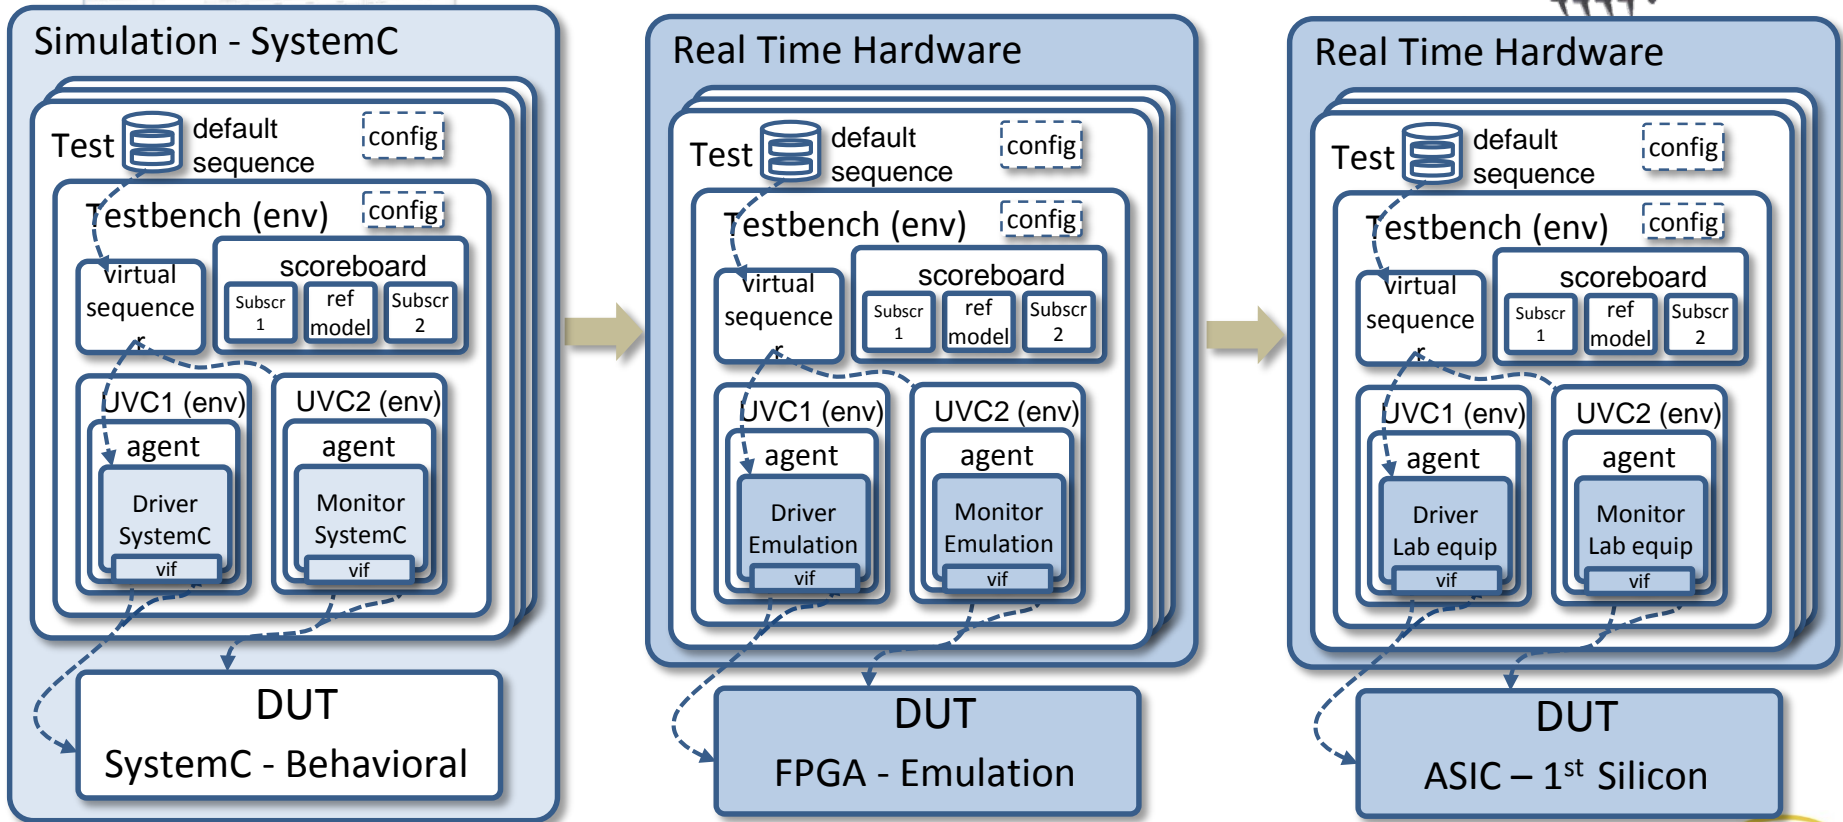 Simulation - SystemC
Test
default
sequence
config
Testbench (env)
config
virtual
sequence
r
scoreboard
Subscr
1
ref
model
Subscr
2
UVC1 (env)
agent
Driver
SystemC
vif
UVC2 (env)
agent
Monitor
SystemC
vif
DUT
SystemC - Behavioral
Real Time Hardware
Test
default
sequence
config
Testbench (env)
config
virtual
sequence
r
scoreboard
Subscr
1
ref
model
Subscr
2
UVC1 (env)
agent
Driver
Emulation
vif
UVC2 (env)
agent
Monitor
Emulation
vif
DUT
FPGA - Emulation
Real Time Hardware
Test
default
sequence
config
Testbench (env)
config
virtual
sequence
r
scoreboard
Subscr
1
ref
model
Subscr
2
UVC1 (env)
agent
Driver
Lab equip
vif
UVC2 (env)
agent
Monitor
Lab equip
vif
DUT
ASIC – 1st Silicon